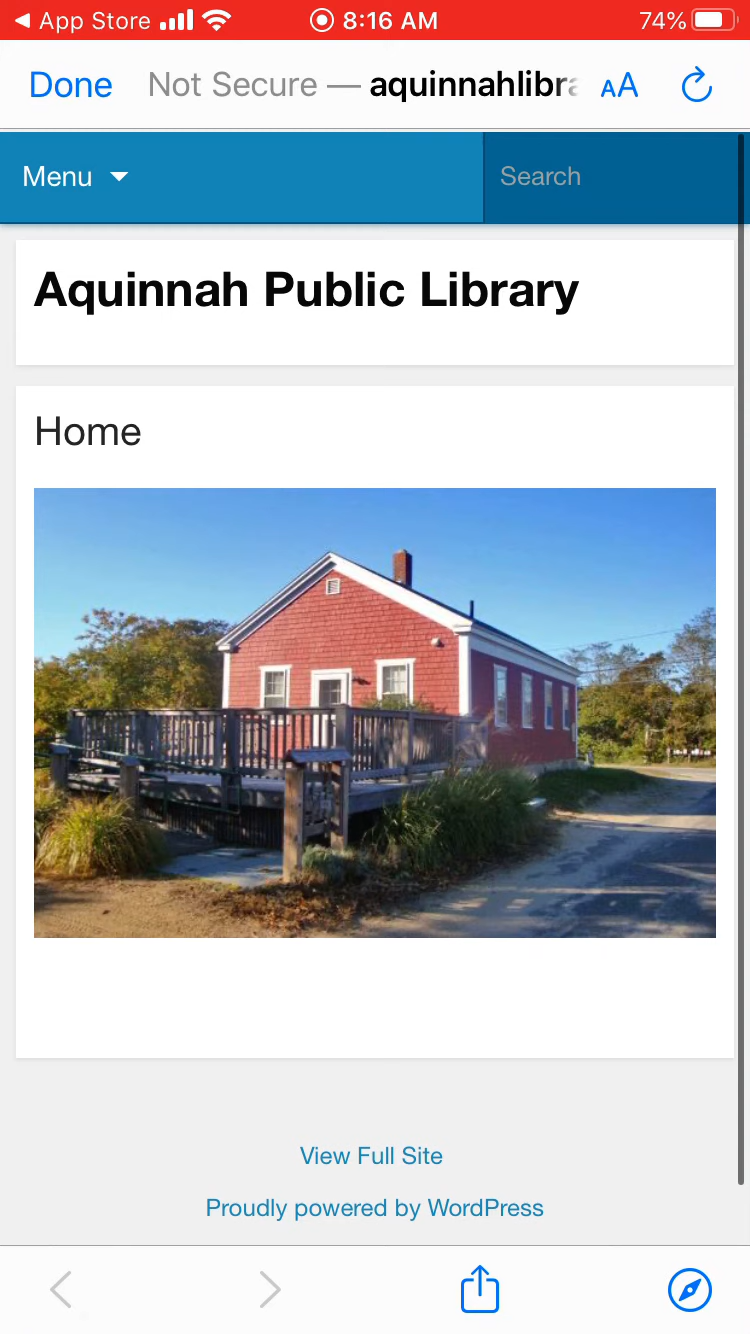 App Store 8:16 AM 74%
Done Not Secure — aquinnahlibra AA
Menu Search
Aquinnah Public Library
Home
View Full Site
Proudly powered by WordPress